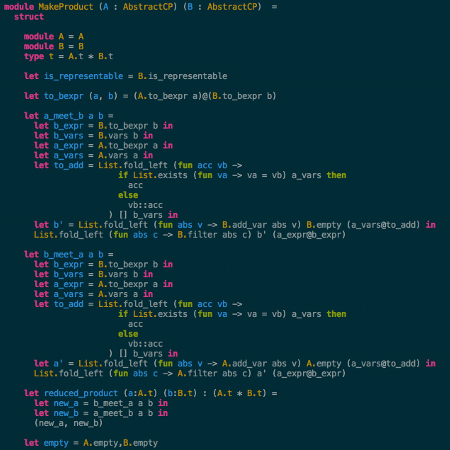 module MakeProduct (A : AbstractCP) (B : AbstractCP)  =
  struct

    module A = A
    module B = B
    type t = A.t * B.t

    let is_representable = B.is_representable

    let to_bexpr (a, b) = (A.to_bexpr a)@(B.to_bexpr b)

    let a_meet_b a b =
      let b_expr = B.to_bexpr b in
      let b_vars = B.vars b in
      let a_expr = A.to_bexpr a in
      let a_vars = A.vars a in
      let to_add = List.fold_left (fun acc vb ->
                       if List.exists (fun va -> va = vb) a_vars then
                         acc
                       else
                         vb::acc
                     ) [] b_vars in
      let b' = List.fold_left (fun abs v -> B.add_var abs v) B.empty (a_vars@to_add) in
      List.fold_left (fun abs c -> B.filter abs c) b' (a_expr@b_expr)

    let b_meet_a a b =
      let b_expr = B.to_bexpr b in
      let b_vars = B.vars b in
      let a_expr = A.to_bexpr a in
      let a_vars = A.vars a in
      let to_add = List.fold_left (fun acc vb ->
                       if List.exists (fun va -> va = vb) a_vars then
                         acc
                       else
                         vb::acc
                     ) [] b_vars in
      let a' = List.fold_left (fun abs v -> A.add_var abs v) A.empty (a_vars@to_add) in
      List.fold_left (fun abs c -> A.filter abs c) a' (a_expr@b_expr)

    let reduced_product (a:A.t) (b:B.t) : (A.t * B.t) =
      let new_a = b_meet_a a b in
      let new_b = a_meet_b a b in
      (new_a, new_b)

    let empty = A.empty,B.empty